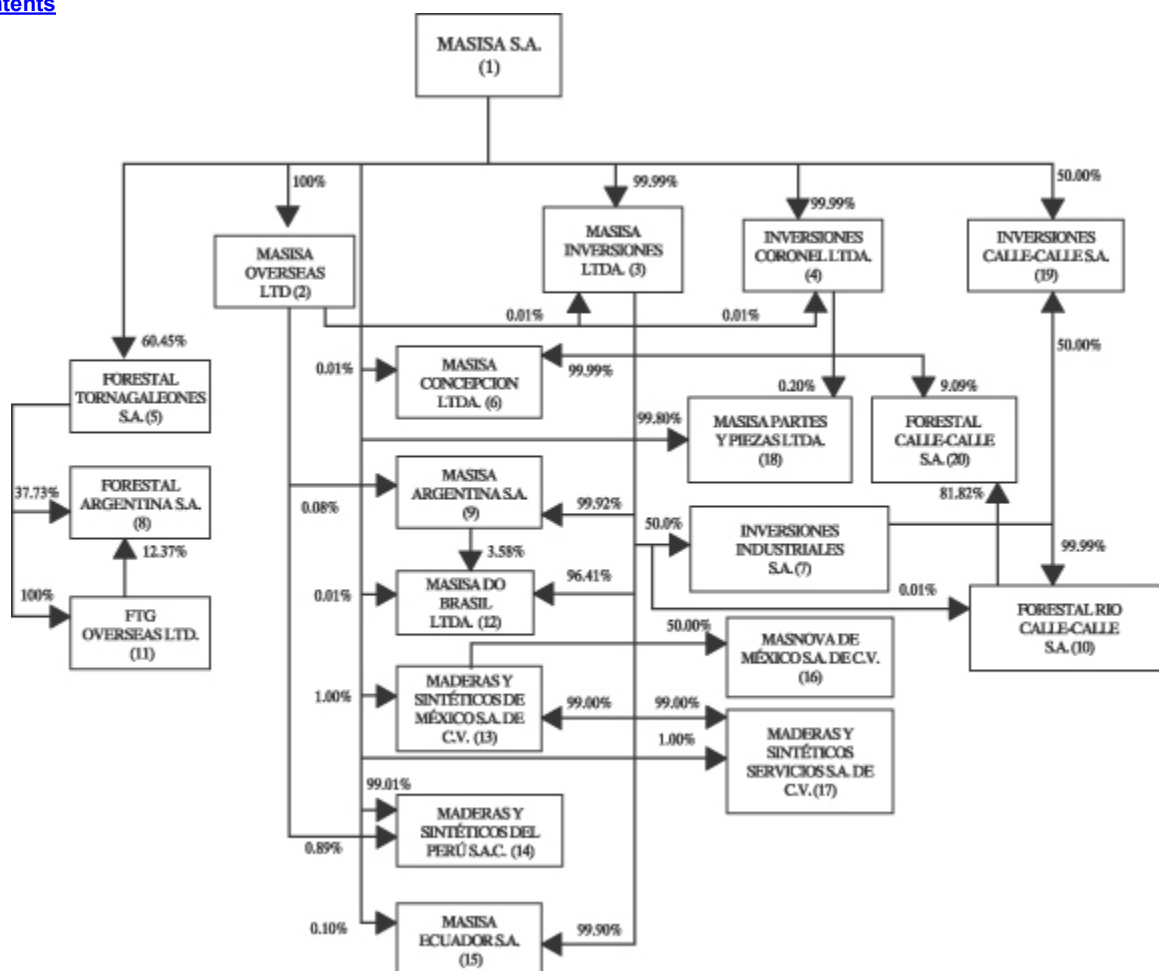 ntents
MASISA S.A.
(1)
100%
99.99%
99.99%
50.00%
MASISA
OVERSEAS
LTD (2)
MASISA
INVERSIONES
LTDA. (3)
INVERSIONES
CORONEL LTDA.
(4)
INVERSIONES
CALLE-CALLE S.A.
(19)
0.01%
0.01%
60.45%
50.00%
FORESTAL
TORNAGALEONES
S.A. (5)
0.01%
MASISA
CONCEPCION
LTDA. (6)
99.99%
0.20%
9.09%
99.80%
MASISA PARTES
Y PIEZAS LTDA.
(18)
FORESTAL
CALLE-CALLE
S.A. (20)
37.73%
FORESTAL
ARGENTINA S.A.
(8)
0.08%
MASISA
ARGENTINA S.A.
(9)
99.92%
81.82%
50.0%
INVERSIONES
INDUSTRIALES
S.A. (7)
12.37%
3.58%
99.99%
100%
FTG
OVERSEAS LTD.
(11)
0.01%
MASISA DO
BRASIL
LTDA. (12)
96.41%
0.01%
FORESTAL RIO
CALLE-CALLE
S.A. (10)
50.00%
MASNOVA DE
MÉXICO S.A. DE C.V.
(16)
1.00%
MADERAS Y
SINTÉTICOS DE
MÉXICO S.A. DE
C.V. (13)
99.00%
99.00%
1.00%
MADERAS Y
SINTÉTICOS
SERVICIOS S.A. DE
C.V. (17)
99.01%
0.89%
MADERAS Y
SINTÉTICOS DEL
PERÚ S.A.C. (14)
0.10%
MASISA
ECUADOR S.A.
(15)
99.90%